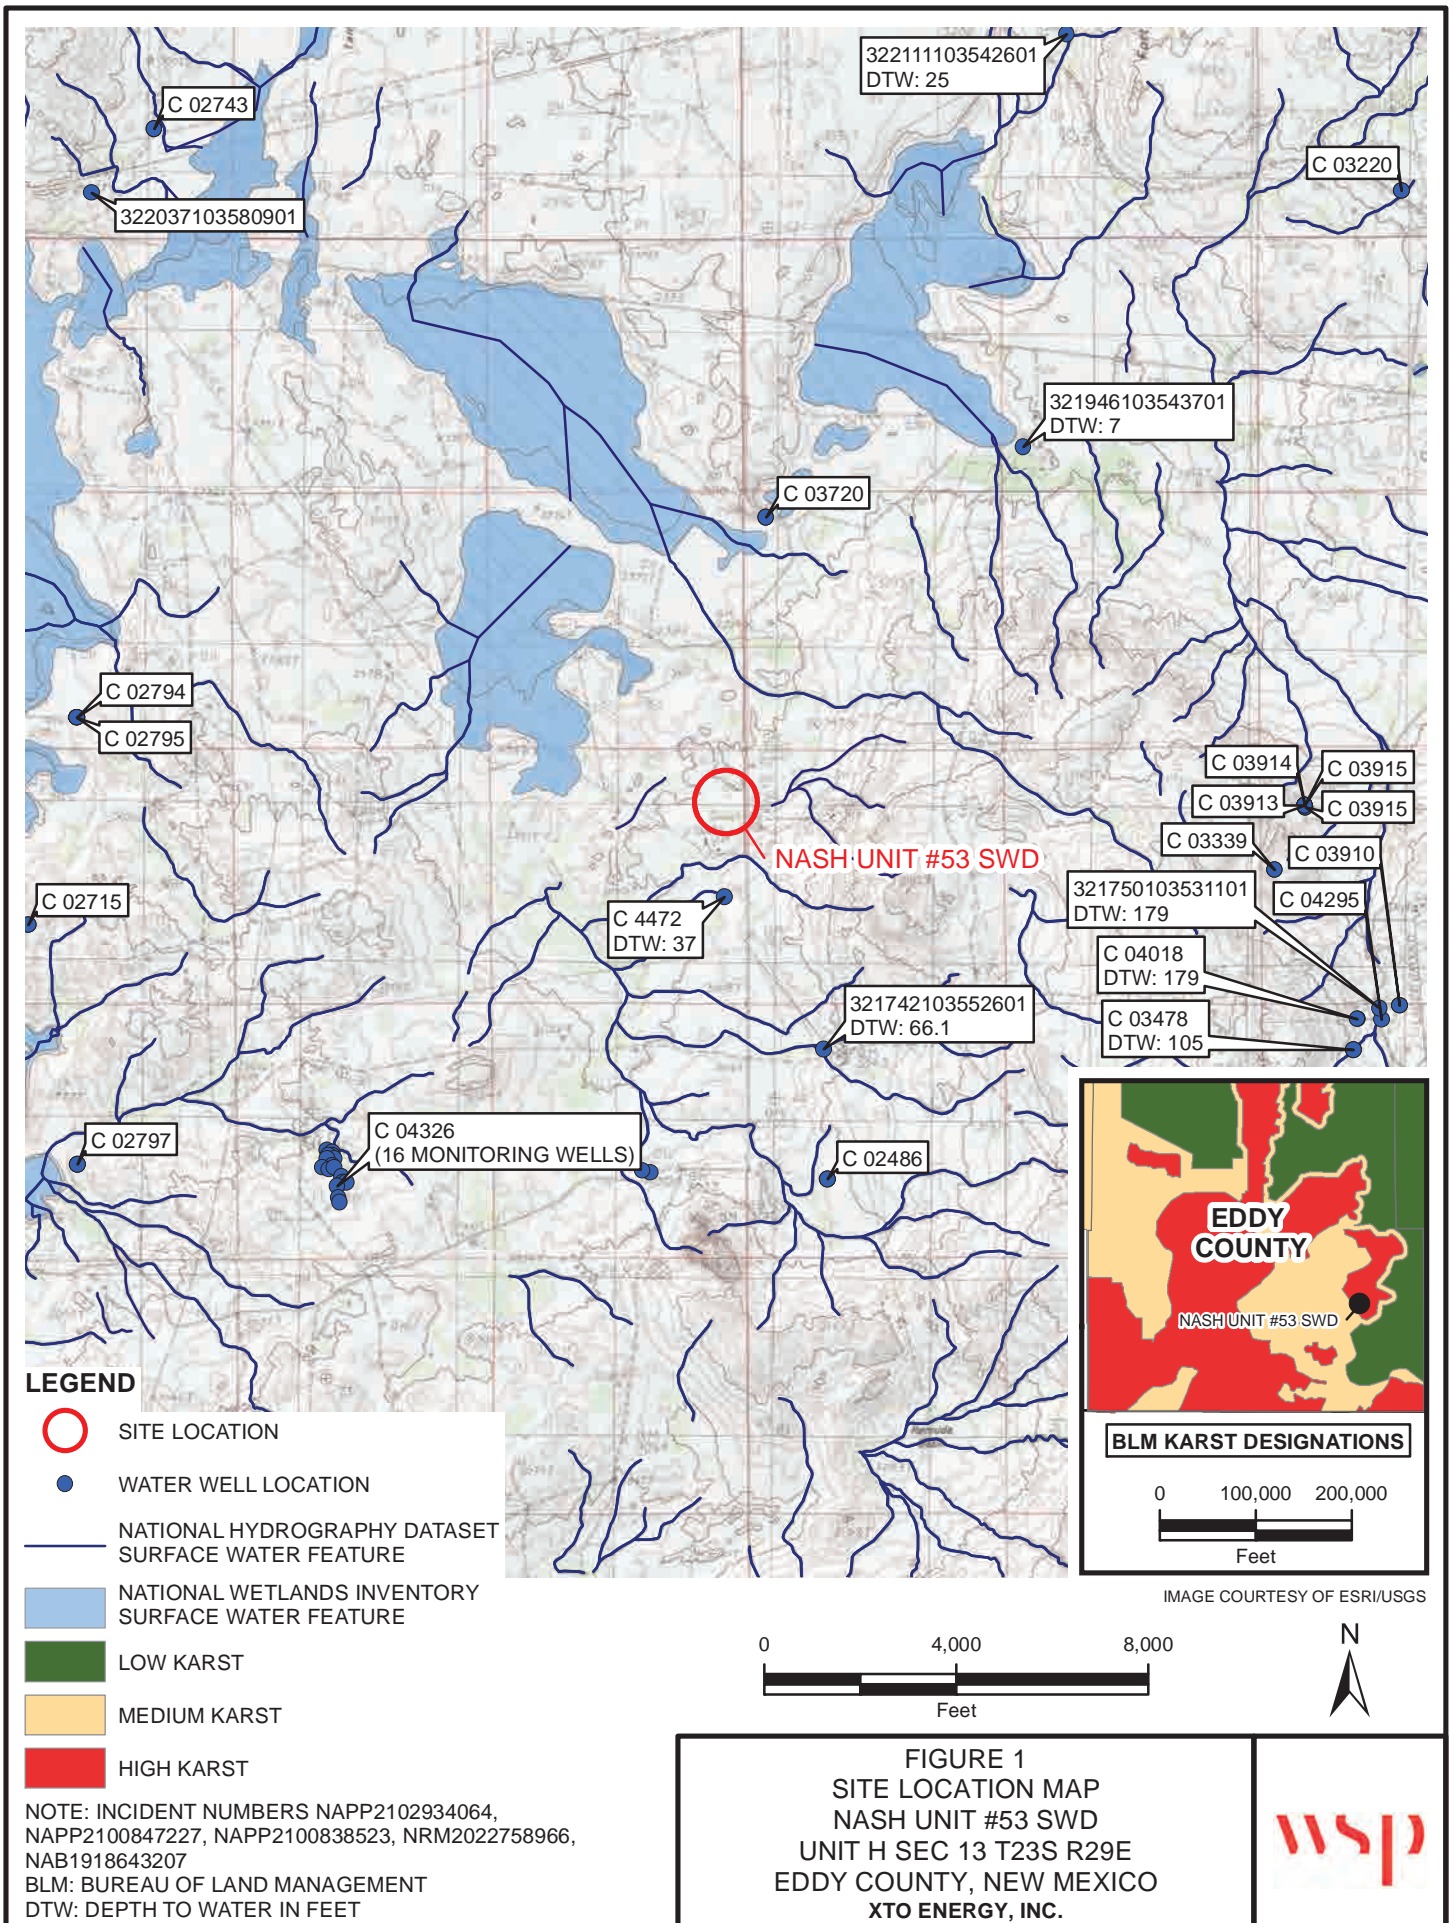 322111103542601
DTW: 25
C 02743
C 03220
322037103580901
321946103543701
DTW: 7
C 03720
C 02794
C 02795
C 03914
C 03915
C 03913
C 03915
C 03339
C 03910
NASH UNIT #53 SWD
321750103531101
DTW: 179
C 04295
C 02715
C 4472
DTW: 37
C 04018
DTW: 179
321742103552601
DTW: 66.1
C 03478
DTW: 105
C 04326
(16 MONITORING WELLS)
C 02797
C 02486
EDDY
COUNTY
NASH UNIT #53 SWD
BLM KARST DESIGNATIONS
0 100,000 200,000
Feet
LEGEND
SITE LOCATION
WATER WELL LOCATION
NATIONAL HYDROGRAPHY DATASET
SURFACE WATER FEATURE
NATIONAL WETLANDS INVENTORY
SURFACE WATER FEATURE
LOW KARST
MEDIUM KARST
HIGH KARST
IMAGE COURTESY OF ESRI/USGS
0 4,000 8,000
Feet
N
NOTE: INCIDENT NUMBERS NAPP2102934064,
NAPP2100847227, NAPP2100838523, NRM2022758966,
NAB1918643207
BLM: BUREAU OF LAND MANAGEMENT
DTW: DEPTH TO WATER IN FEET
FIGURE 1
SITE LOCATION MAP
NASH UNIT #53 SWD
UNIT H SEC 13 T23S R29E
EDDY COUNTY, NEW MEXICO
XTO ENERGY, INC.
wsp